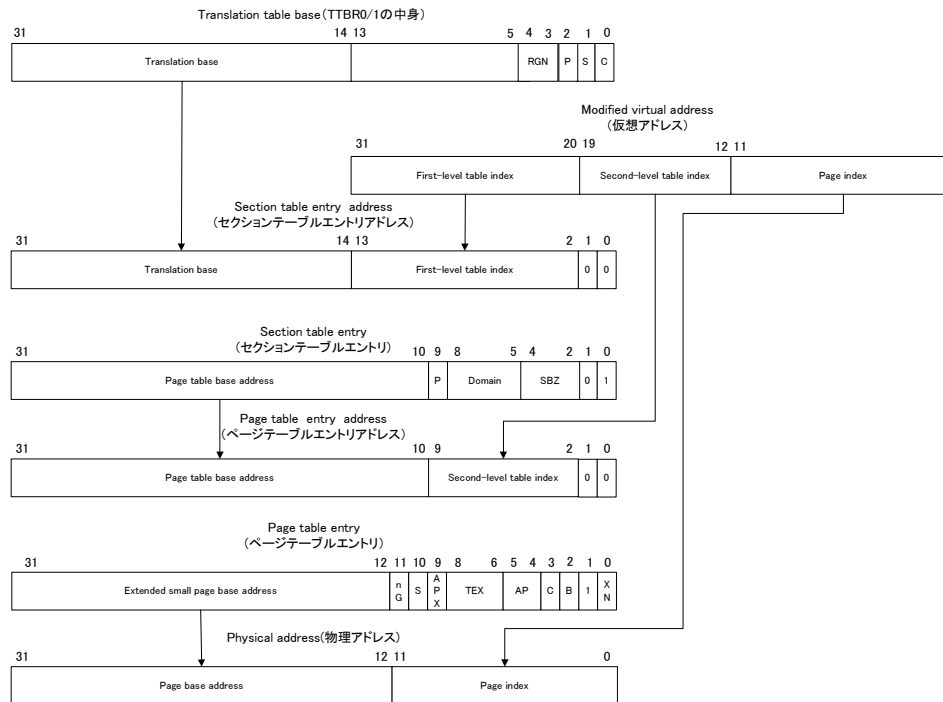 Translation table base(TTBR0/1の中身)
31 14 13 5 4 3 2 1 0
Translation base RGN P S C
Modified virtual address
(仮想アドレス)
31 20 19 12 11
First-level table index Second-level table index Page index
Section table entry address
(セクションテーブルエントリアドレス)
31 14 13 2 1 0
Translation base First-level table index 0 0
Section table entry
(セクションテーブルエントリ)
31 10 9 8 5 4 2 1 0
Page table base address P Domain SBZ 0 1
Page table entry address
(ページテーブルエントリアドレス)
31 10 9 2 1 0
Page table base address Second-level table index 0 0
Page table entry
(ページテーブルエントリ)
31 12 11 10 9 8 6 5 4 3 2 1 0
Extended small page base address nG S APX TEX AP C B 1 XN
Physical address(物理アドレス)
31 12 11 0
Page base address Page index